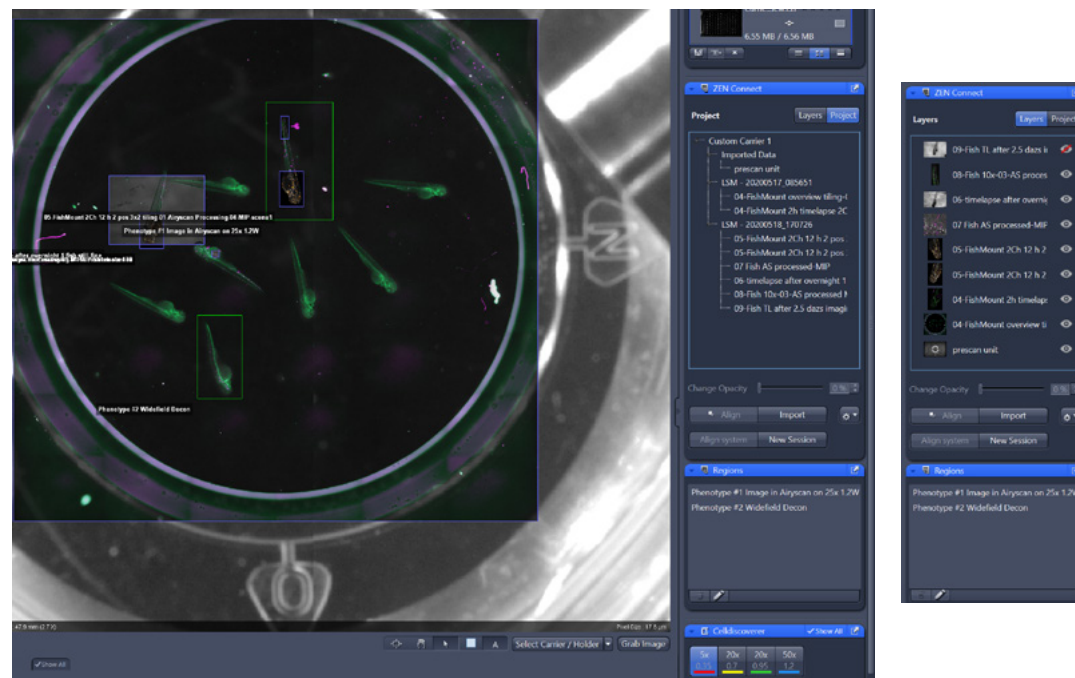 05 FishMount 2Ch 12 h 2 pos 3x2 tiling 01 Airyscan Processing 04 MIP scene1
Phenotype #1 Image in Airyscan on 25x 1.2W
Phenotype #2 Widefield Decon
47.9 mm (2.7 X)
Select Carrier / Holder
Grab Image
Show All
6.55 MB / 6.56 MB
ZEN Connect
Project
Layers
Project
Custom Carrier 1
Imported Data
prescan unit
LSM - 20200517_085651
04-FishMount overview tiling-
04-FishMount 2h timelapse 2C
LSM - 20200518_170726
05-FishMount 2Ch 12 h 2 pos
05-FishMount 2Ch 12 h 2 pos
07 Fish AS processed-MIP
06-timelapse after overnight 1
08-Fish 10x-03-AS processed
09-Fish TL after 2.5 dazs imagi
Change Opacity
0 %
Align
Import
Align system
New Session
Regions
Phenotype #1 Image in Airyscan on 25x 1.2W
Phenotype #2 Widefield Decon
Celldiscoverer
Show All
5x
20x
20x
50x
0.35
0.7
0.95
1.2
ZEN Connect
Layers
Layers
Project
09-Fish TL after 2.5 dazs i
08-Fish 10x-03-AS proces
06-timelapse after overnig
07 Fish AS processed-MIP
05-FishMount 2Ch 12 h 2
05-FishMount 2Ch 12 h 2
04-FishMount 2h timelap
04-FishMount overview ti
prescan unit
Change Opacity
0 %
Align
Import
Align system
New Session
Regions
Phenotype #1 Image in Airyscan on 25x 1.2W
Phenotype #2 Widefield Decon